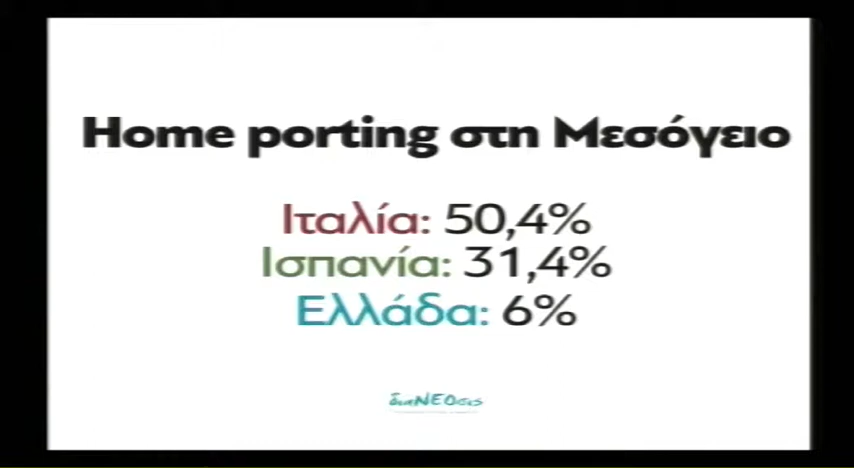 Home porting στη Μεσόγειο
Ιταλία: 50,4%
Ισπανία: 31,4%
Ελλάδα: 6%
διαΝΕΟσις